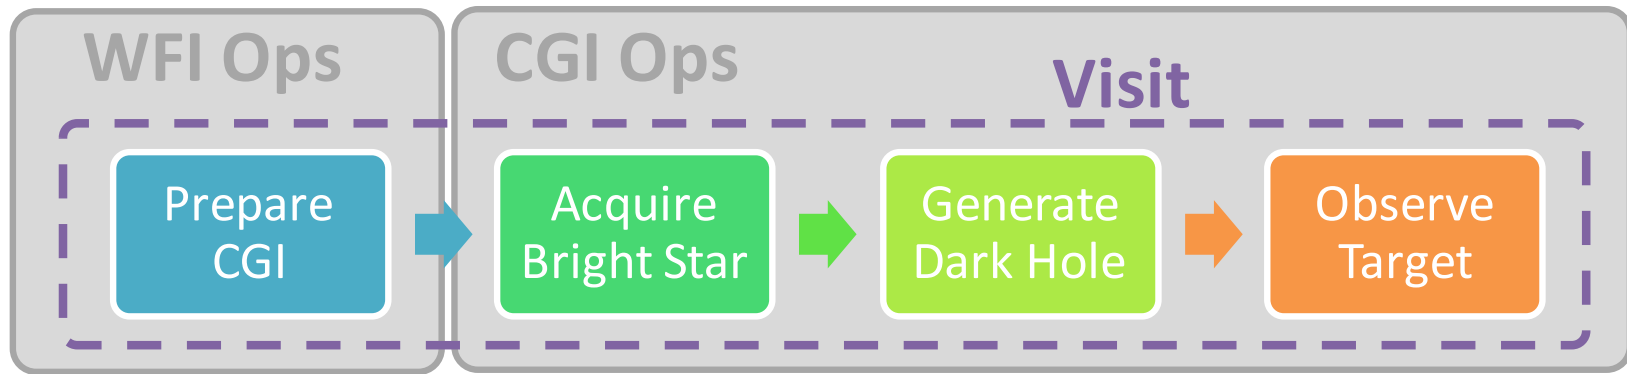 WFI Ops
CGI Ops
Visit
Prepare
CGI
Acquire
Bright Star
Generate
Dark Hole
Observe
Target